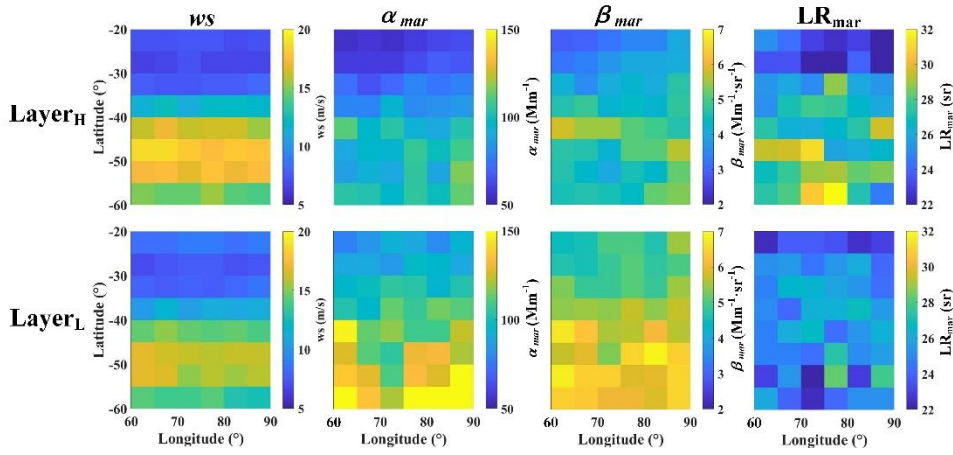 ws α mar β mar LRmar
LayerH
Latitude (°)
-20
-30
-40
-50
-60
20
15
10
5
ws (m/s)
150
100
50
α mar (Mm-1)
7
6
5
4
3
2
β mar (Mm-1·sr-1)
32
30
28
26
24
22
LRmar (sr)
LayerL
Latitude (°)
-20
-30
-40
-50
-60
60 70 80 90
Longitude (°)
20
15
10
5
ws (m/s)
60 70 80 90
Longitude (°)
150
100
50
α mar (Mm-1)
60 70 80 90
Longitude (°)
7
6
5
4
3
2
β mar (Mm-1·sr-1)
60 70 80 90
Longitude (°)
32
30
28
26
24
22
LRmar (sr)